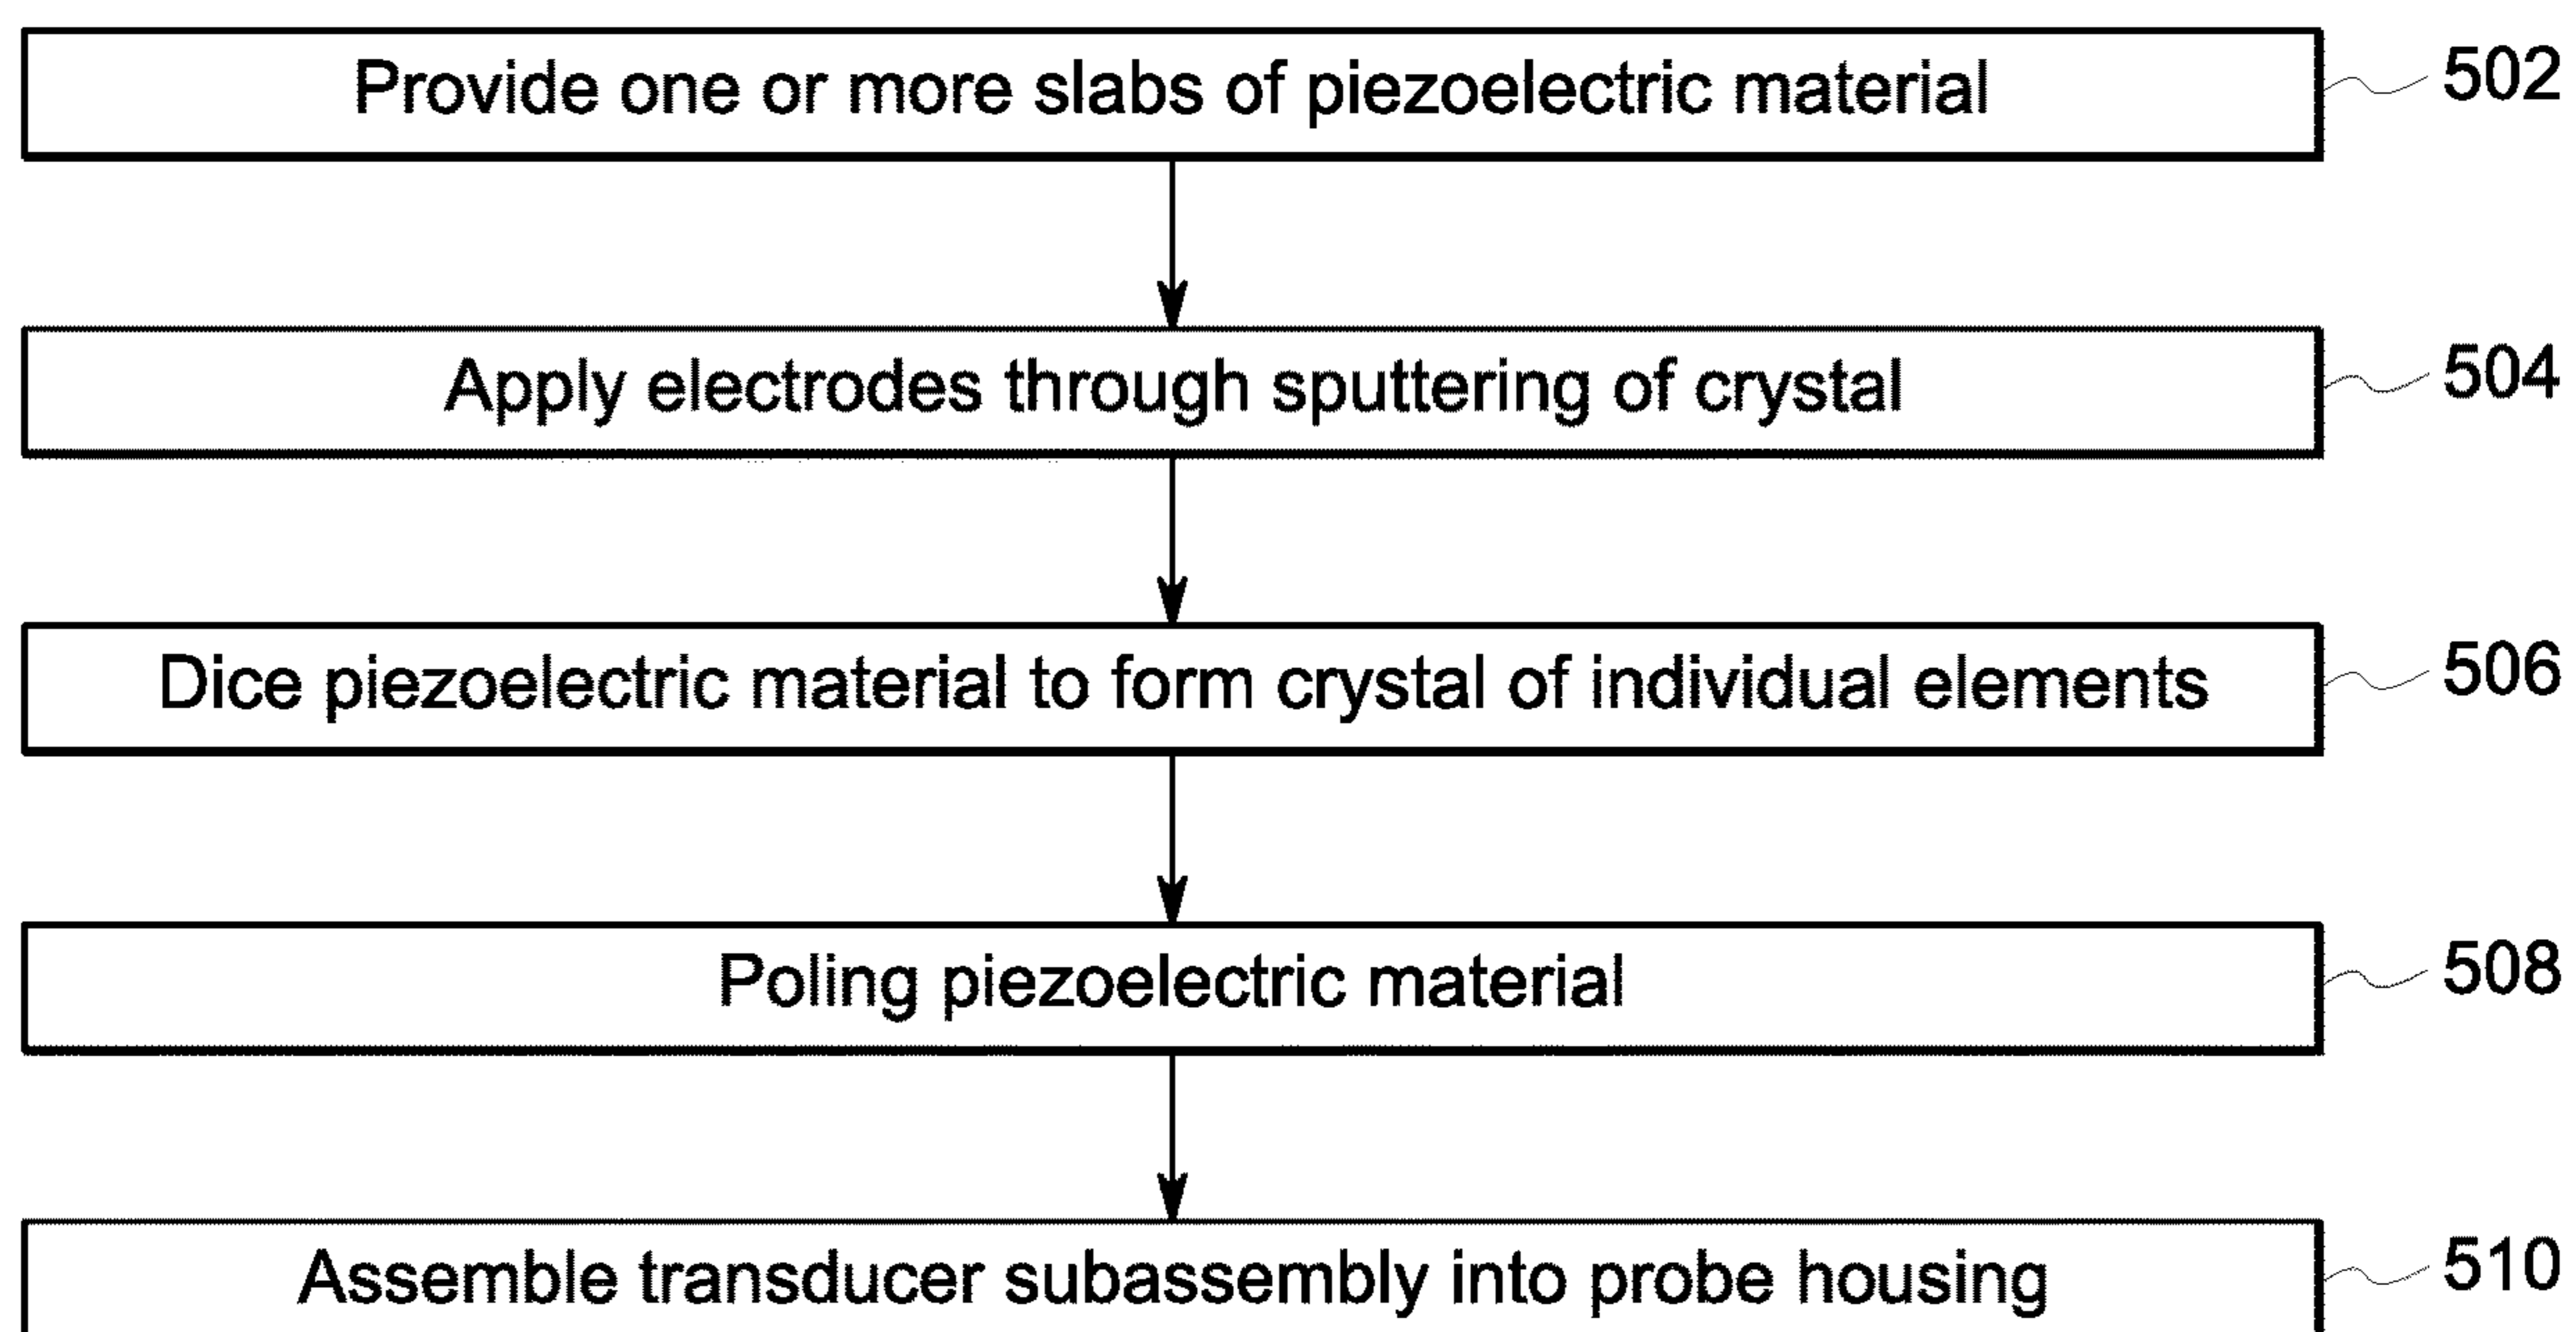 Provide one or more slabs of piezoelectric material 502
Apply electrodes through sputtering of crystal 504
Dice piezoelectric material to form crystal of individual elements 506
Poling piezoelectric material 508
Assemble transducer subassembly into probe housing 510